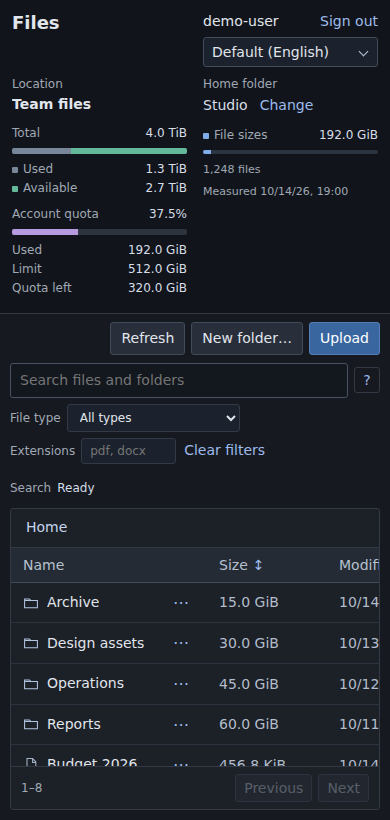 Files
demo-user Sign out
Default (English)
Location
Team files
Total 4.0 TiB
Used 1.3 TiB
Available 2.7 TiB
Account quota 37.5%
Used 192.0 GiB
Limit 512.0 GiB
Quota left 320.0 GiB
Home folder
Studio Change
File sizes 192.0 GiB
1,248 files
Measured 10/14/26, 19:00
Refresh New folder… Upload
Search files and folders ?
File type All types
Extensions pdf, docx Clear filters
Search Ready
Home
Name Size ↕ Modif
Archive ··· 15.0 GiB 10/14
Design assets ··· 30.0 GiB 10/13
Operations ··· 45.0 GiB 10/12
Reports ··· 60.0 GiB 10/11
Budget 2026 ··· 456.8 KiB 10/14
1–8 Previous Next